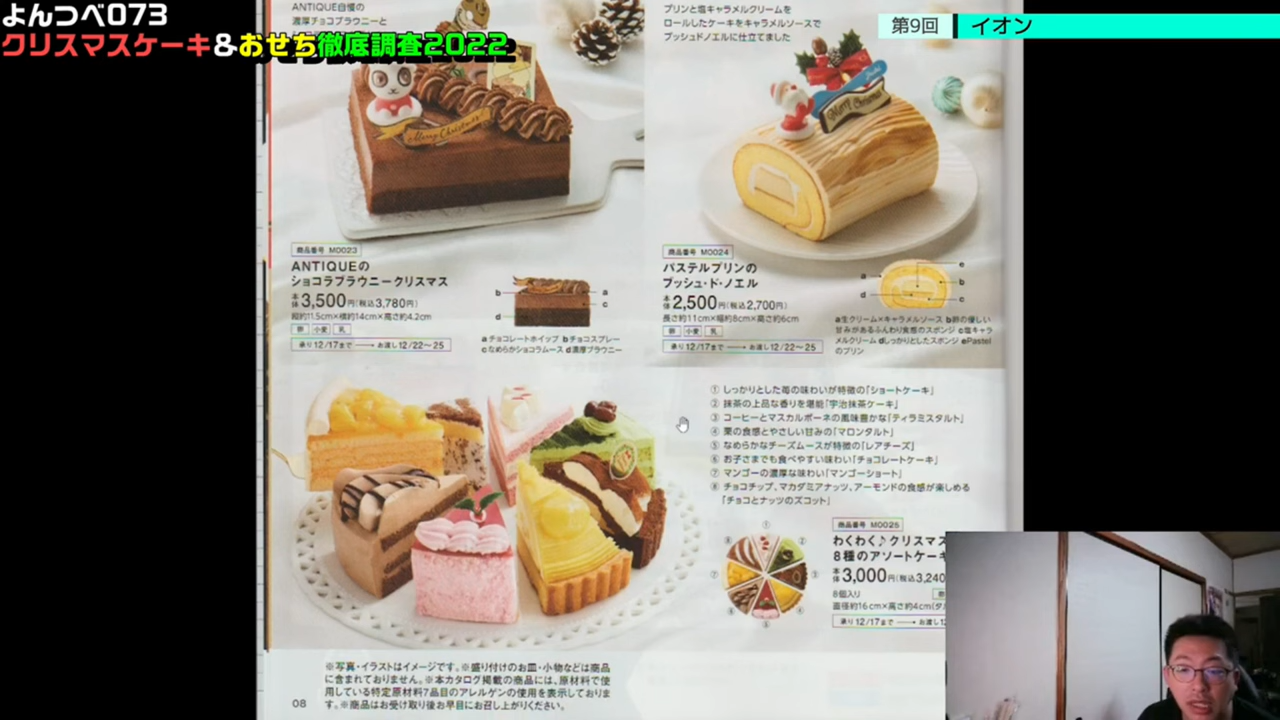 よんつべ073
クリスマスケーキ&おせち徹底調査2022
第9回 イオン
ANTIQUE自慢の
濃厚チョコブラウニーと
プリンと塩キャラメルクリームを
ロールしたケーキをキャラメルソースで
ブッシュドノエルに仕立てました
Merry Christmas
Merry Christmas
商品番号 M0023
ANTIQUEの
ショコラブラウニークリスマス
本体3,500円(税込3,780円)
縦約11.5cm×横約14cm×高さ約4.2cm
卵 小麦 乳
承り12/17まで → お渡し12/22〜25
b a
c
d
aチョコレートホイップ bチョコスプレー
cなめらかショコラムース d濃厚ブラウニー
商品番号 M0024
パステルプリンの
ブッシュ・ド・ノエル
本体2,500円(税込2,700円)
長さ約11cm×幅約8cm×高さ約6cm
卵 小麦 乳
承り12/17まで → お渡し12/22〜25
e
a
b
d
c
a生クリーム×キャラメルソース b卵の優しい
甘みがあるふんわり食感のスポンジ c塩キャラ
メルクリーム dしっかりとしたスポンジ ePastel
のプリン
① しっかりとした苺の味わいが特徴の「ショートケーキ」
② 抹茶の上品な香りを堪能「宇治抹茶ケーキ」
③ コーヒーとマスカルポーネの風味豊かな「ティラミスタルト」
④ 栗の食感とやさしい甘みの「マロンタルト」
⑤ なめらかなチーズムースが特徴の「レアチーズ」
⑥ お子さまでも食べやすい味わい「チョコレートケーキ」
⑦ マンゴーの濃厚な味わい「マンゴーショート」
⑧ チョコチップ、マカダミアナッツ、アーモンドの食感が楽しめる
「チョコとナッツのズコット」
商品番号 M0025
わくわく♪クリスマス
8種のアソートケーキ
本体3,000円(税込3,240
8個入り
直径約16cm×高さ約4cm(ダ
承り12/17まで → お渡し12
※写真・イラストはイメージです。※盛り付けのお皿・小物などは商品
に含まれておりません。※本カタログ掲載の商品には、原材料で使
用している特定原材料7品目のアレルゲンの使用を表示しておりま
す。※商品はお受け取り後お早目にお召し上がりください。
08